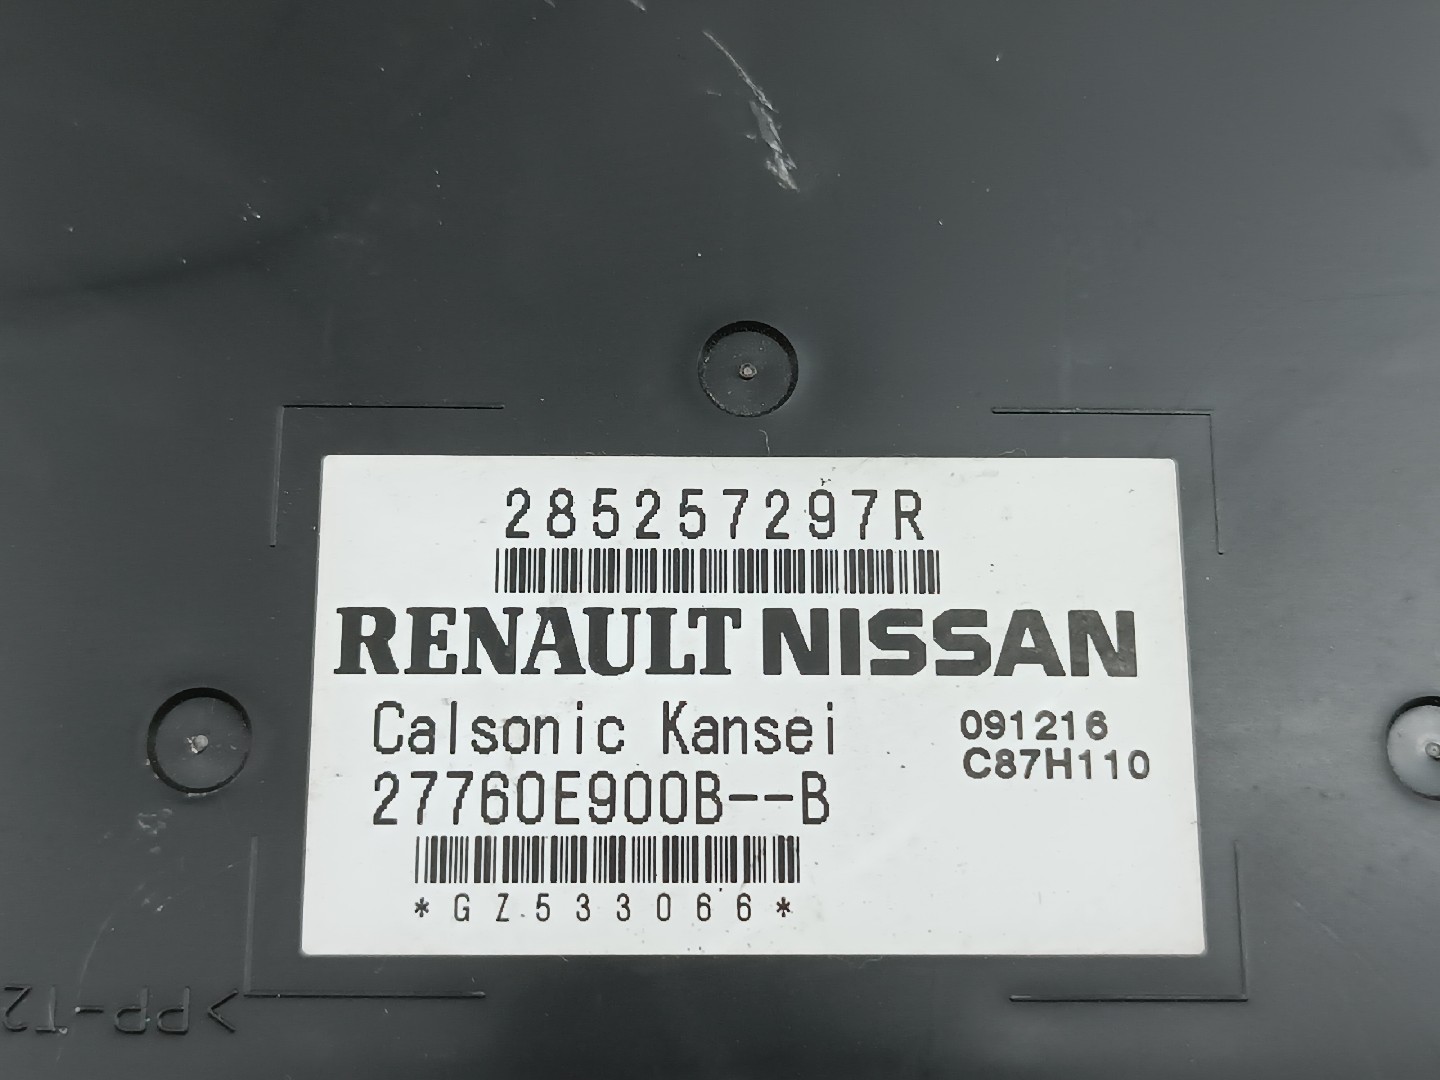 285257297R
RENAULT NISSAN
Calsonic Kansei
091216
27760E900B--B
C87H110
*GZ533066*
>PP-T2